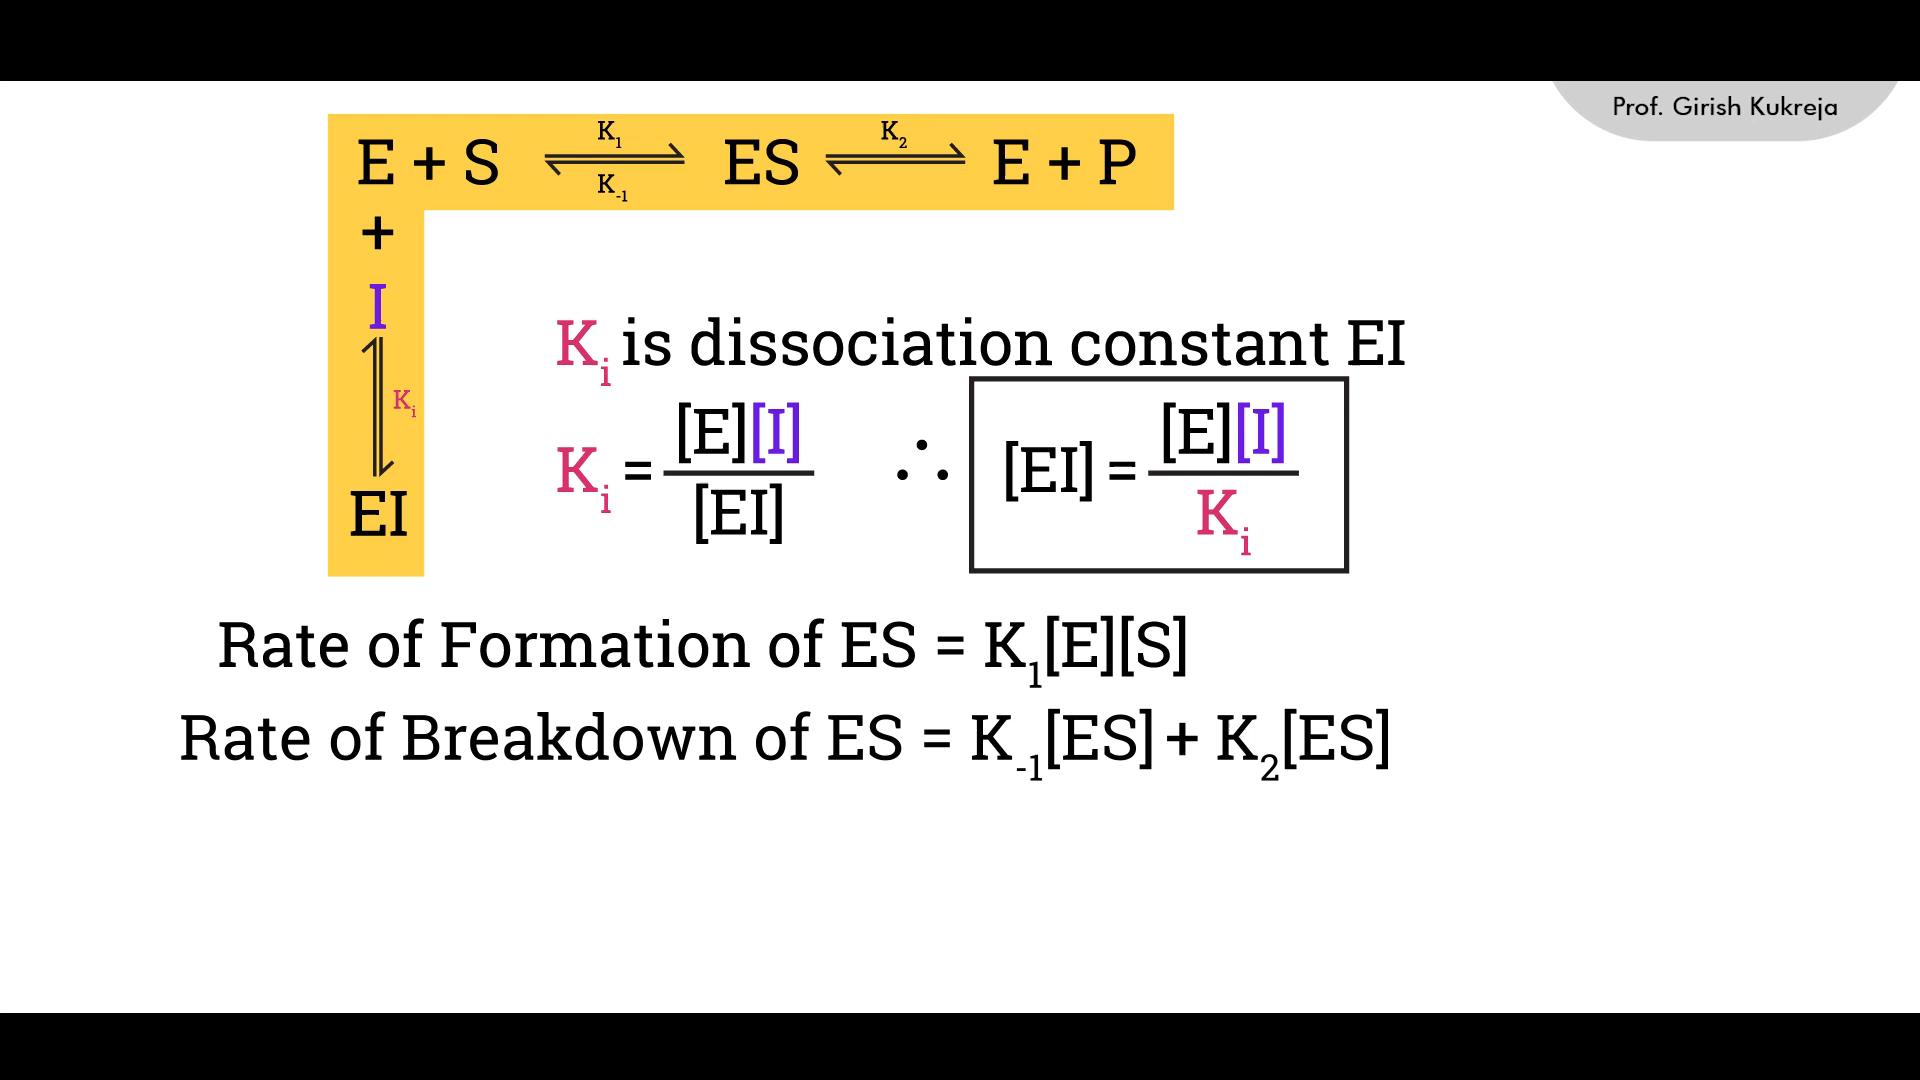 Prof. Girish Kukreja
E + S ⇌ ES ⇌ E + P
K₁
K₋₁
K₂
+
I
Kᵢ
EI
Kᵢ is dissociation constant EI
Kᵢ = [E][I] / [EI] ∴ [EI] = [E][I] / Kᵢ
Rate of Formation of ES = K₁[E][S]
Rate of Breakdown of ES = K₋₁[ES] + K₂[ES]